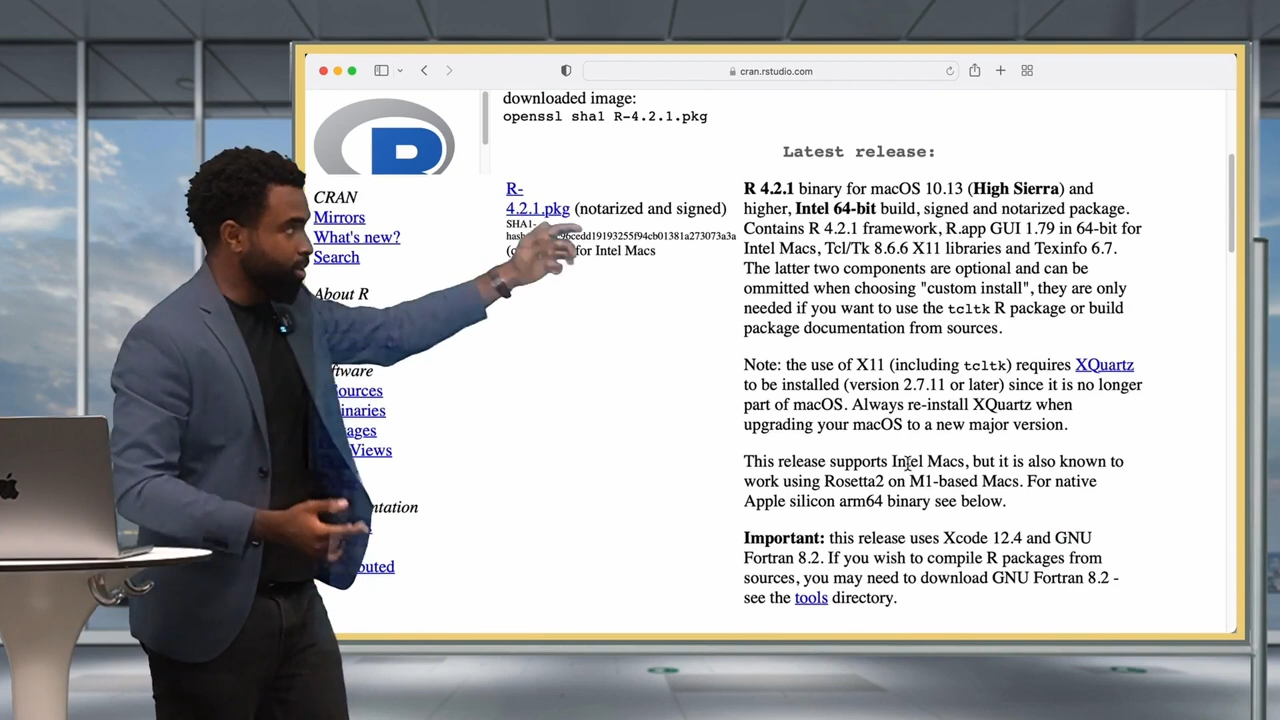 cran.rstudio.com
downloaded image:
openssl sha1 R-4.2.1.pkg
R
CRAN
Mirrors
What's new?
Search
About R
Latest release:
R-
4.2.1.pkg (notarized and signed)
SHA1-
for Intel Macs
R 4.2.1 binary for macOS 10.13 (High Sierra) and
higher, Intel 64-bit build, signed and notarized package.
Contains R 4.2.1 framework, R.app GUI 1.79 in 64-bit for
Intel Macs, Tcl/Tk 8.6.6 X11 libraries and Texinfo 6.7.
The latter two components are optional and can be
ommitted when choosing "custom install", they are only
needed if you want to use the tcltk R package or build
package documentation from sources.
Note: the use of X11 (including tcltk) requires XQuartz
to be installed (version 2.7.11 or later) since it is no longer
part of macOS. Always re-install XQuartz when
upgrading your macOS to a new major version.
This release supports Intel Macs, but it is also known to
work using Rosetta2 on M1-based Macs. For native
Apple silicon arm64 binary see below.
Important: this release uses Xcode 12.4 and GNU
Fortran 8.2. If you wish to compile R packages from
sources, you may need to download GNU Fortran 8.2 -
see the tools directory.